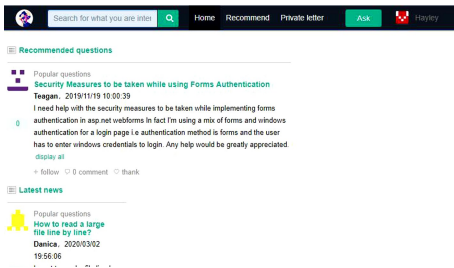 Search for what you are inter
Home Recommend Private letter Ask Hayley
Recommended questions
Popular questions
Security Measures to be taken while using Forms Authentication
Teagan. 2019/11/19 10:00:39
I need help with the security measures to be taken while implementing forms
authentication in asp.net webforms In fact I'm using a mix of forms and windows
0
authentication for a login page i.e authentication method is forms and the user
has to enter windows credentials to login. Any help would be greatly appreciated.
display all
+ follow 0 comment thank
Latest news
Popular questions
How to read a large
file line by line?
Danica. 2020/03/02
19:56:06